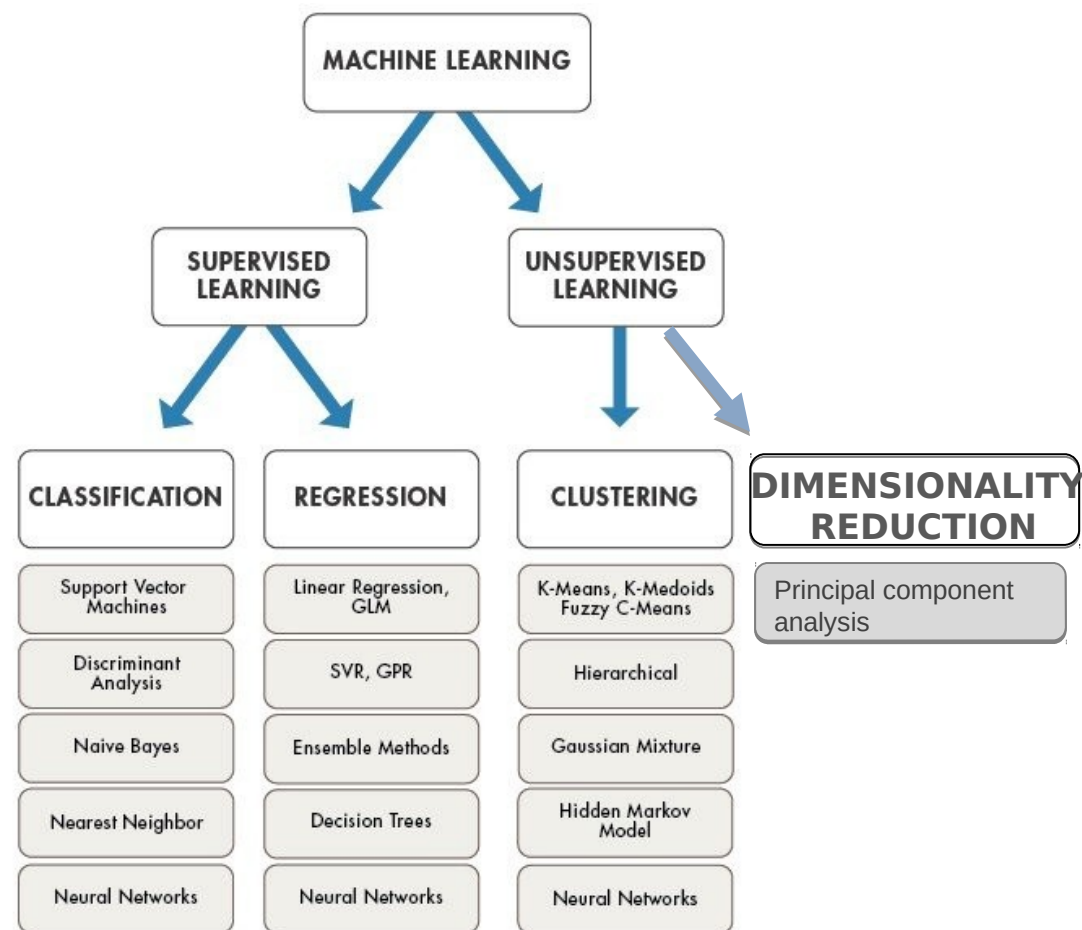 MACHINE LEARNING
SUPERVISED
LEARNING
UNSUPERVISED
LEARNING
CLASSIFICATION
REGRESSION
CLUSTERING
DIMENSIONALITY
REDUCTION
Support Vector
Machines
Linear Regression,
GLM
K-Means, K-Medoids
Fuzzy C-Means
Principal component
analysis
Discriminant
Analysis
SVR, GPR
Hierarchical
Naive Bayes
Ensemble Methods
Gaussian Mixture
Nearest Neighbor
Decision Trees
Hidden Markov
Model
Neural Networks
Neural Networks
Neural Networks